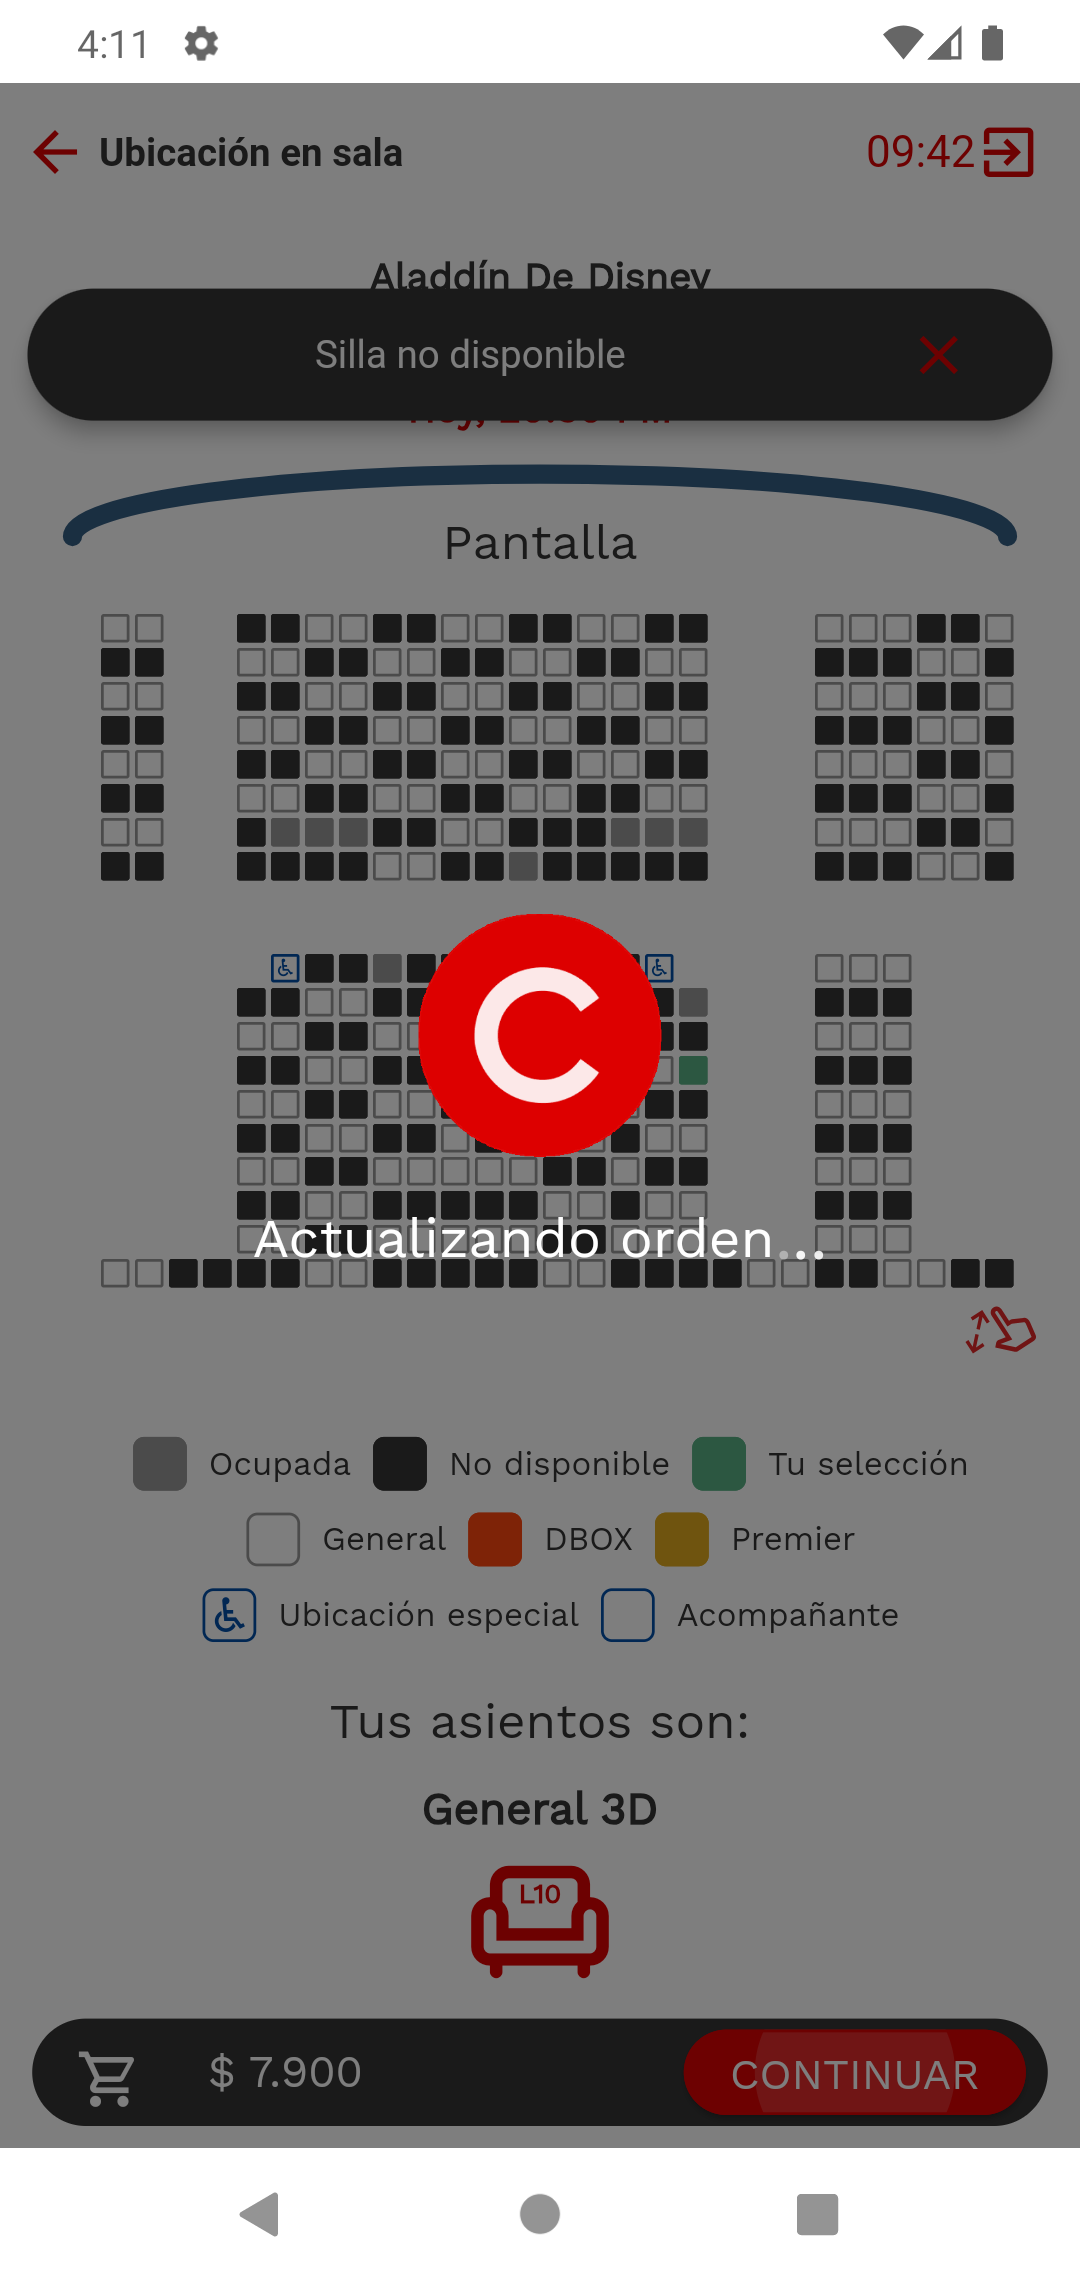 4:11
Ubicación en sala
09:42
Aladdín De Disney
Silla no disponible
Pantalla
Actualizando orden...
Ocupada
No disponible
Tu selección
General
DBOX
Premier
Ubicación especial
Acompañante
Tus asientos son:
General 3D
L10
$ 7.900
CONTINUAR